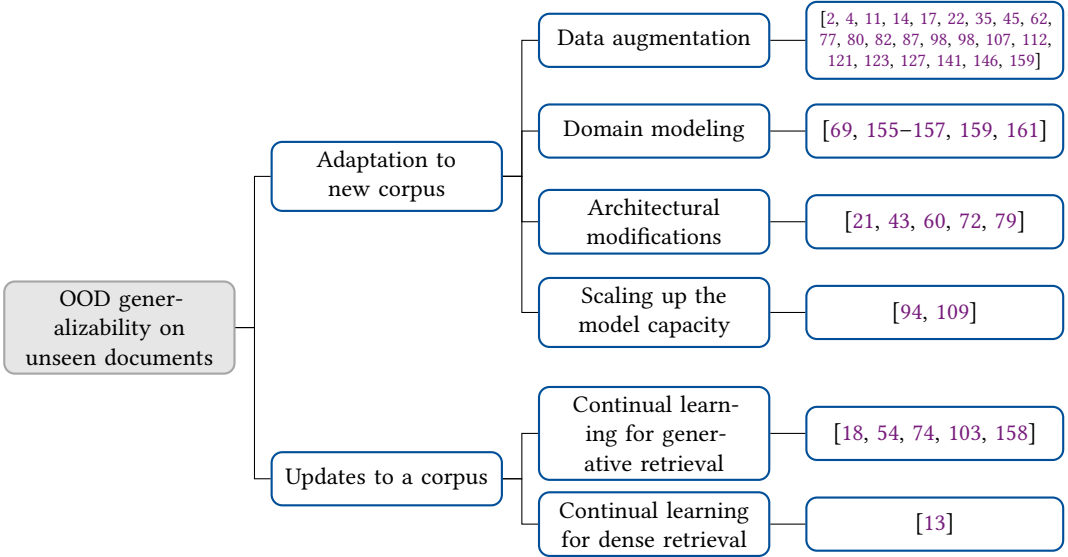 OOD gener-
alizability on
unseen documents
Adaptation to
new corpus
Data augmentation
[2, 4, 11, 14, 17, 22, 35, 45, 62,
77, 80, 82, 87, 98, 98, 107, 112,
121, 123, 127, 141, 146, 159]
Domain modeling
[69, 155–157, 159, 161]
Architectural
modifications
[21, 43, 60, 72, 79]
Scaling up the
model capacity
[94, 109]
Updates to a corpus
Continual learn-
ing for gener-
ative retrieval
[18, 54, 74, 103, 158]
Continual learning
for dense retrieval
[13]